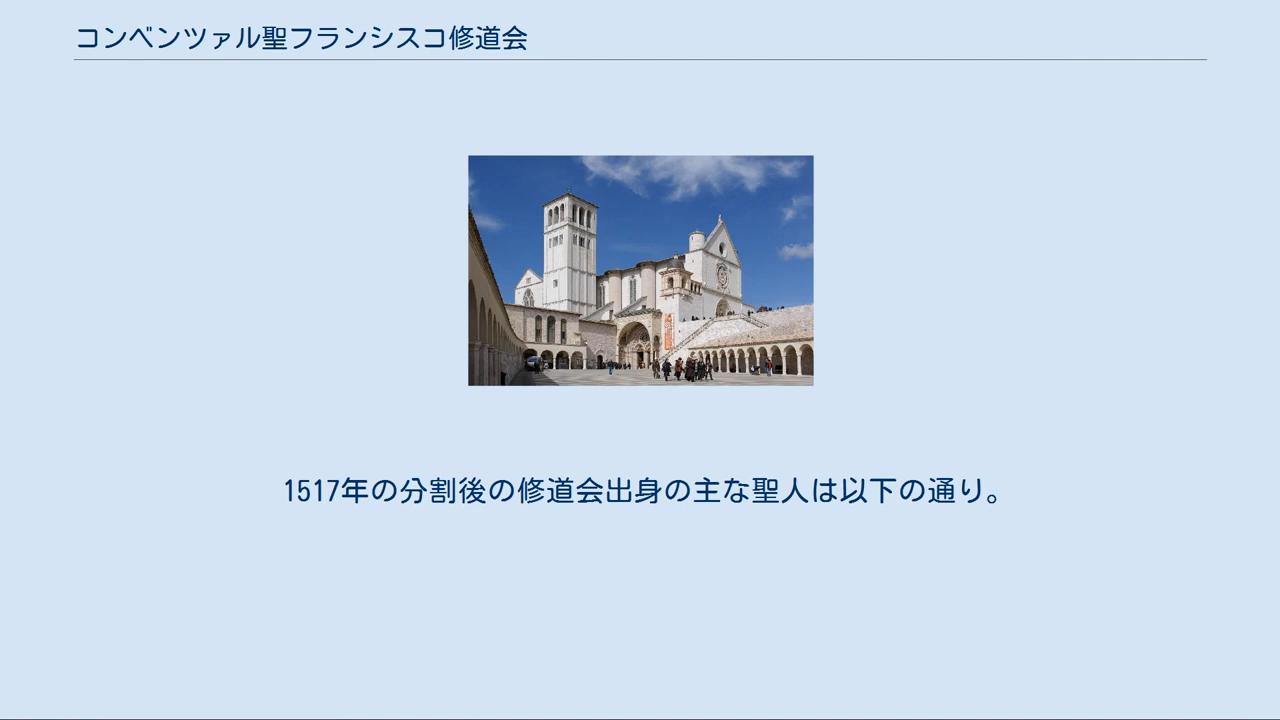 コンベンツァル聖フランシスコ修道会
1517年の分割後の修道会出身の主な聖人は以下の通り。